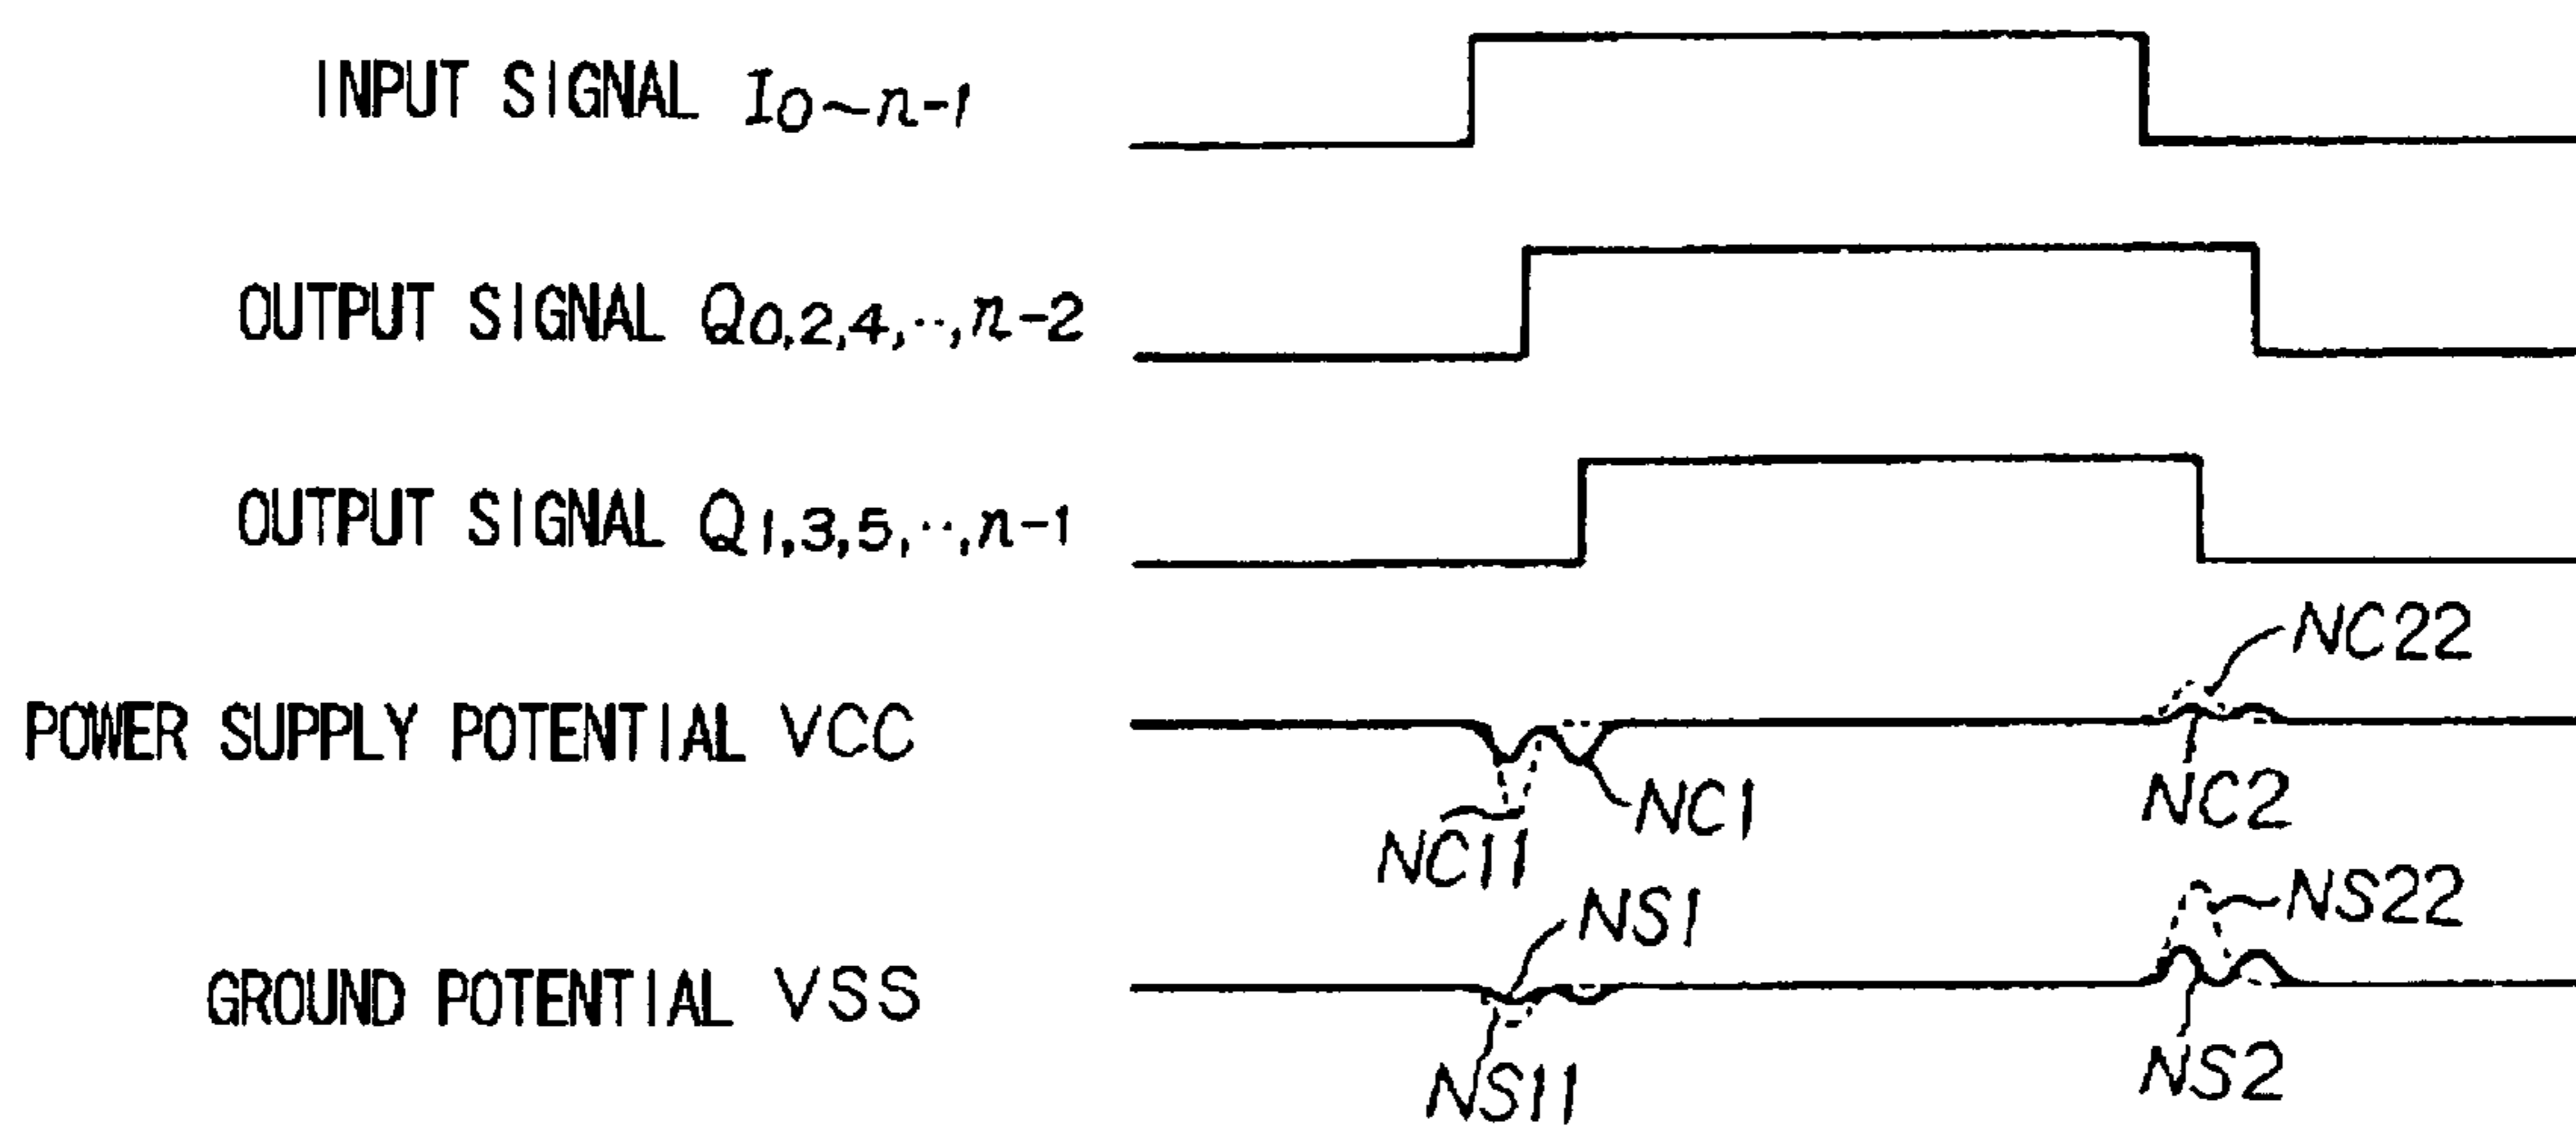 INPUT SIGNAL I0~n-1
OUTPUT SIGNAL Q0,2,4,··,n-2
OUTPUT SIGNAL Q1,3,5,··,n-1
NC22
POWER SUPPLY POTENTIAL VCC
NC1
NC2
NC11
NS1
NS22
GROUND POTENTIAL VSS
NS11
NS2